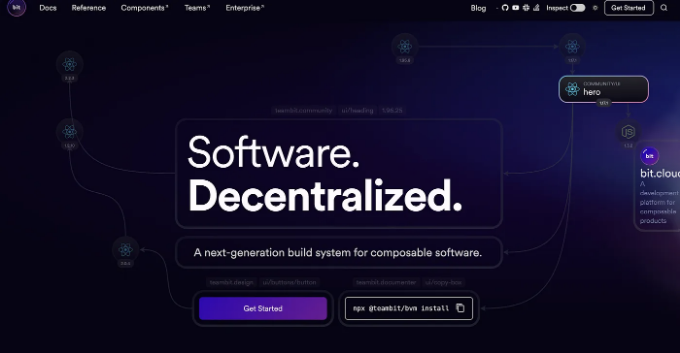 bit Docs Reference Components Teams Enterprise Blog Inspect Get Started
COMMUNITY/UI
hero
teambit.community ui/heading
Software.
Decentralized.
bit
bit.cloud
A
development
platform for
composable
products
A next-generation build system for composable software.
teambit.design ui/buttons/button teambit.documenter ui/copy-box
Get Started npx @teambit/bvm install